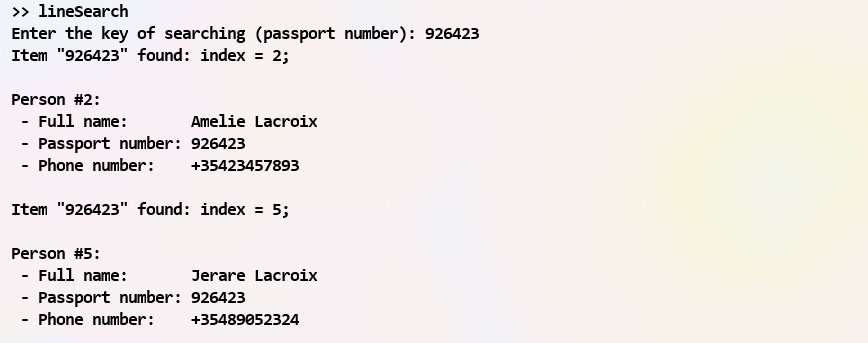 >> lineSearch
Enter the key of searching (passport number): 926423
Item "926423" found: index = 2;
Person #2:
- Full name: Amelie Lacroix
- Passport number: 926423
- Phone number: +35423457893
Item "926423" found: index = 5;
Person #5:
- Full name: Jerare Lacroix
- Passport number: 926423
- Phone number: +35489052324